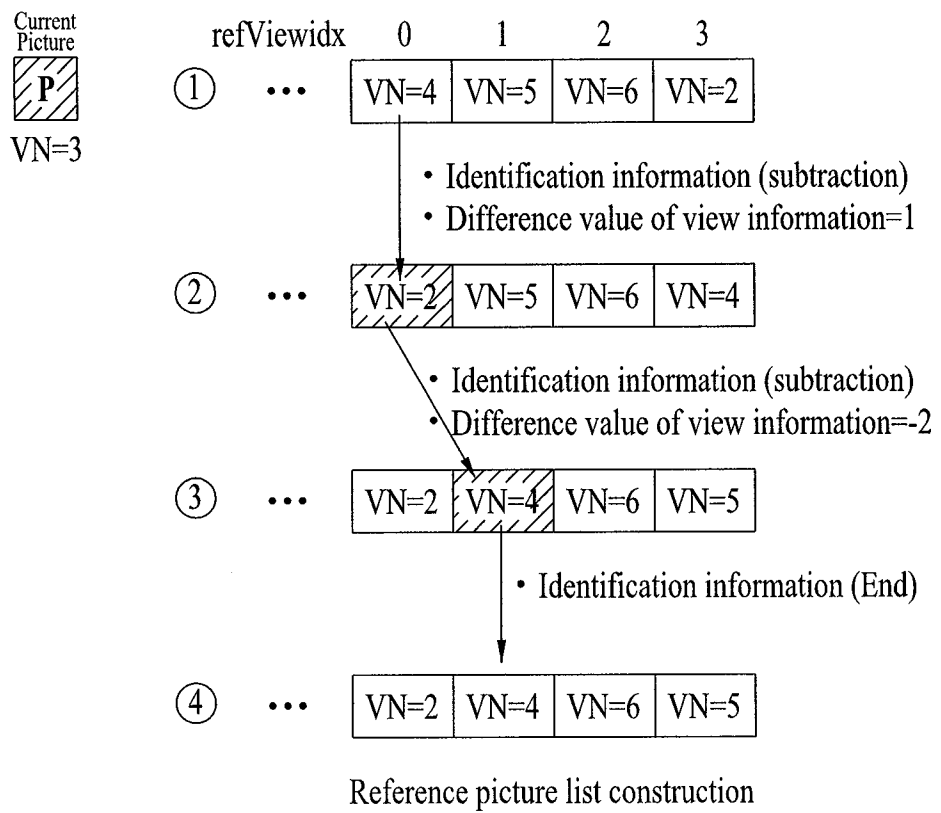 Current
Picture
P
VN=3
refViewidx 0 1 2 3
① ••• VN=4 VN=5 VN=6 VN=2
• Identification information (subtraction)
• Difference value of view information=1
② ••• VN=2 VN=5 VN=6 VN=4
• Identification information (subtraction)
• Difference value of view information=-2
③ ••• VN=2 VN=4 VN=6 VN=5
• Identification information (End)
④ ••• VN=2 VN=4 VN=6 VN=5
Reference picture list construction